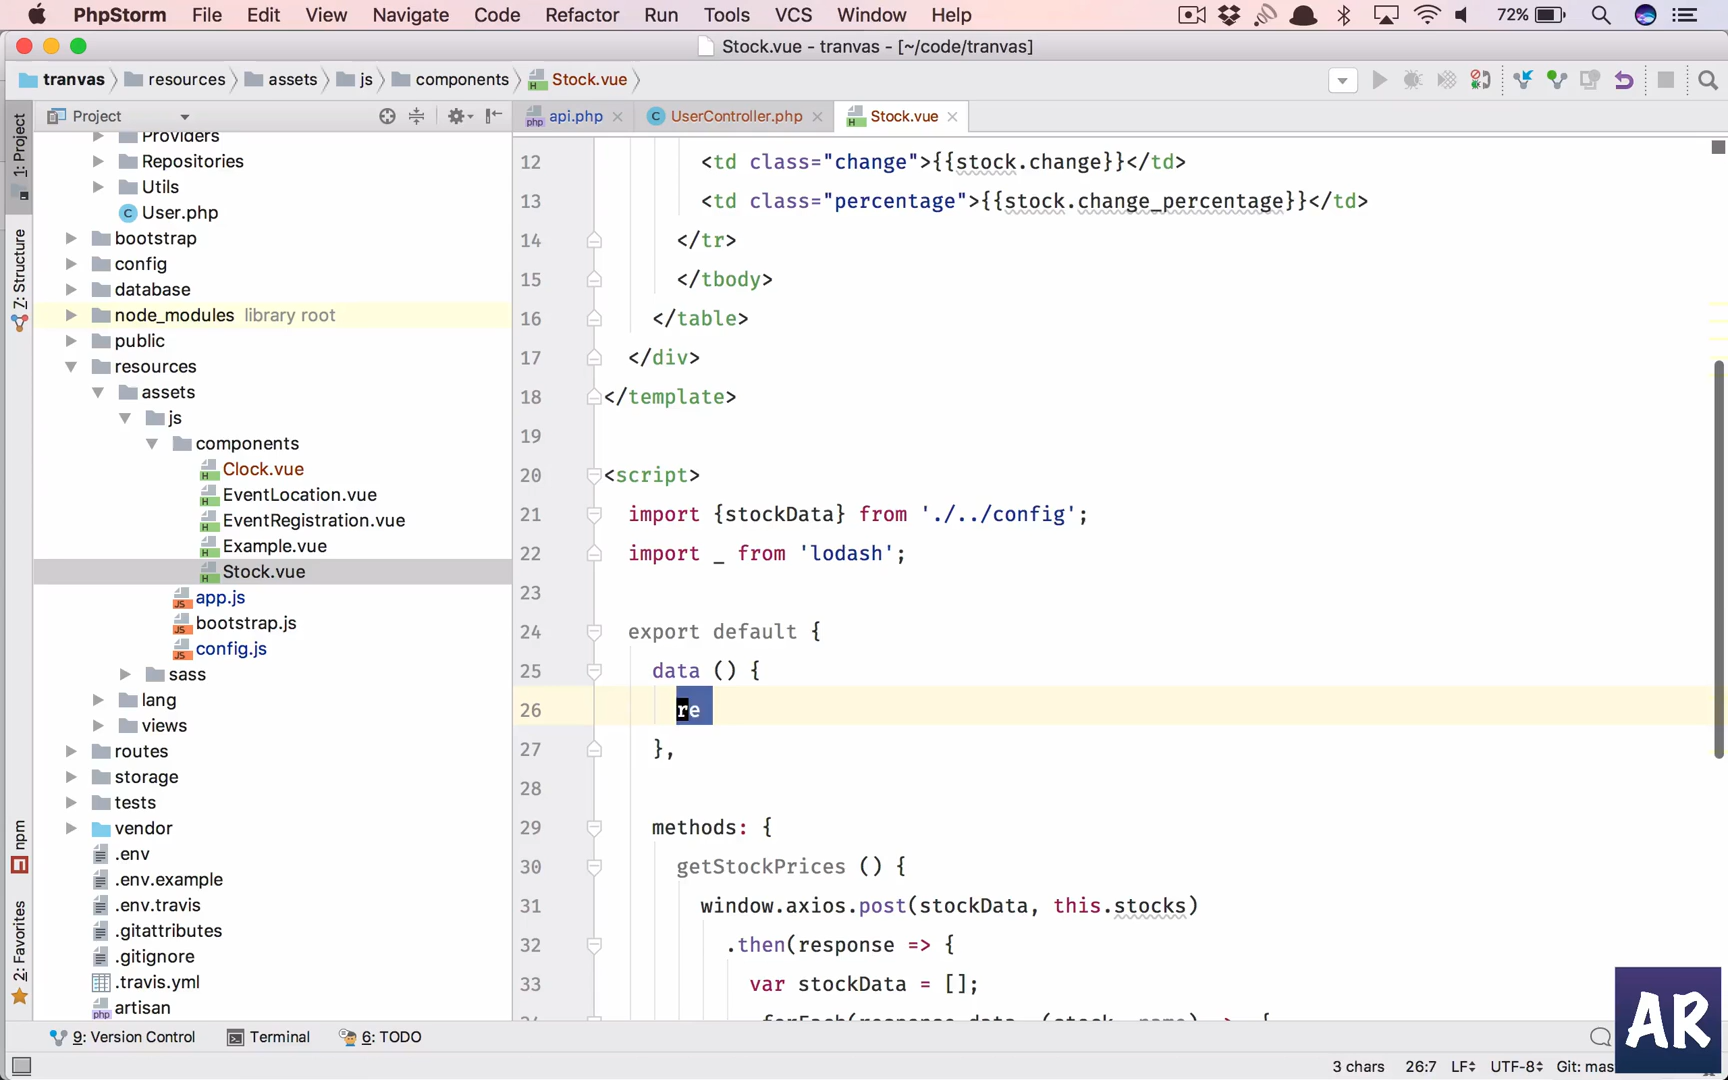 PhpStorm File Edit View Navigate Code Refactor Run Tools VCS Window Help 72%
Stock.vue - tranvas - [~/code/tranvas]
tranvas resources assets js components Stock.vue
Project api.php UserController.php Stock.vue
1: Project
7: Structure
npm
2: Favorites
Providers
Repositories
Utils
User.php
bootstrap
config
database
node_modules library root
public
resources
assets
js
components
Clock.vue
EventLocation.vue
EventRegistration.vue
Example.vue
Stock.vue
app.js
bootstrap.js
config.js
sass
lang
views
routes
storage
tests
vendor
.env
.env.example
.env.travis
.gitattributes
.gitignore
.travis.yml
artisan
12 <td class="change">{{stock.change}}</td>
13 <td class="percentage">{{stock.change_percentage}}</td>
14 </tr>
15 </tbody>
16 </table>
17 </div>
18 </template>
19
20 <script>
21 import {stockData} from './../config';
22 import _ from 'lodash';
23
24 export default {
25 data () {
26 re
27 },
28
29 methods: {
30 getStockPrices () {
31 window.axios.post(stockData, this.stocks)
32 .then(response => {
33 var stockData = [];
9: Version Control Terminal 6: TODO
3 chars 26:7 LF UTF-8 Git: mas
AR